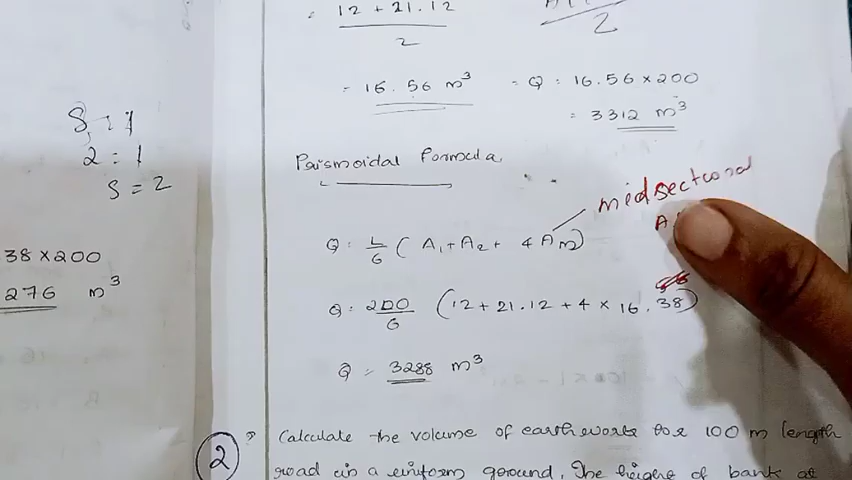 S : 1
2 : 1
S = 2
38 × 200
276 m³
12 + 21.12
2
2
= 16.56 m³ = Q = 16.56 × 200
= 3312 m³
Paismoidal Formula
midsectional
Q = L/6 ( A₁ + A₂ + 4 Am)
Q = 200/6 (12 + 21.12 + 4 × 16.38)
Q = 3288 m³
2 ? Calculate the volume of earthwork for 100 m length
road in a uniform ground. The height of bank at